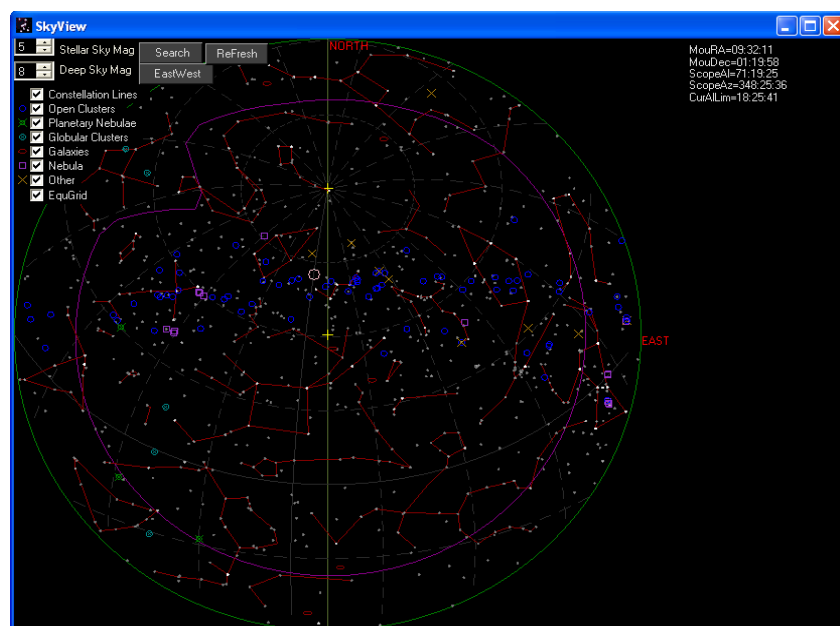 SkyView
5 Stellar Sky Mag Search ReFresh
8 Deep Sky Mag EastWest
Constellation Lines
Open Clusters
Planetary Nebulae
Globular Clusters
Galaxies
Nebula
Other
EquGrid
NORTH
MouRA=09:32:11
MouDec=01:19:58
ScopeAl=71:19:25
ScopeAz=348:25:36
CurAlLim=18:25:41
EAST